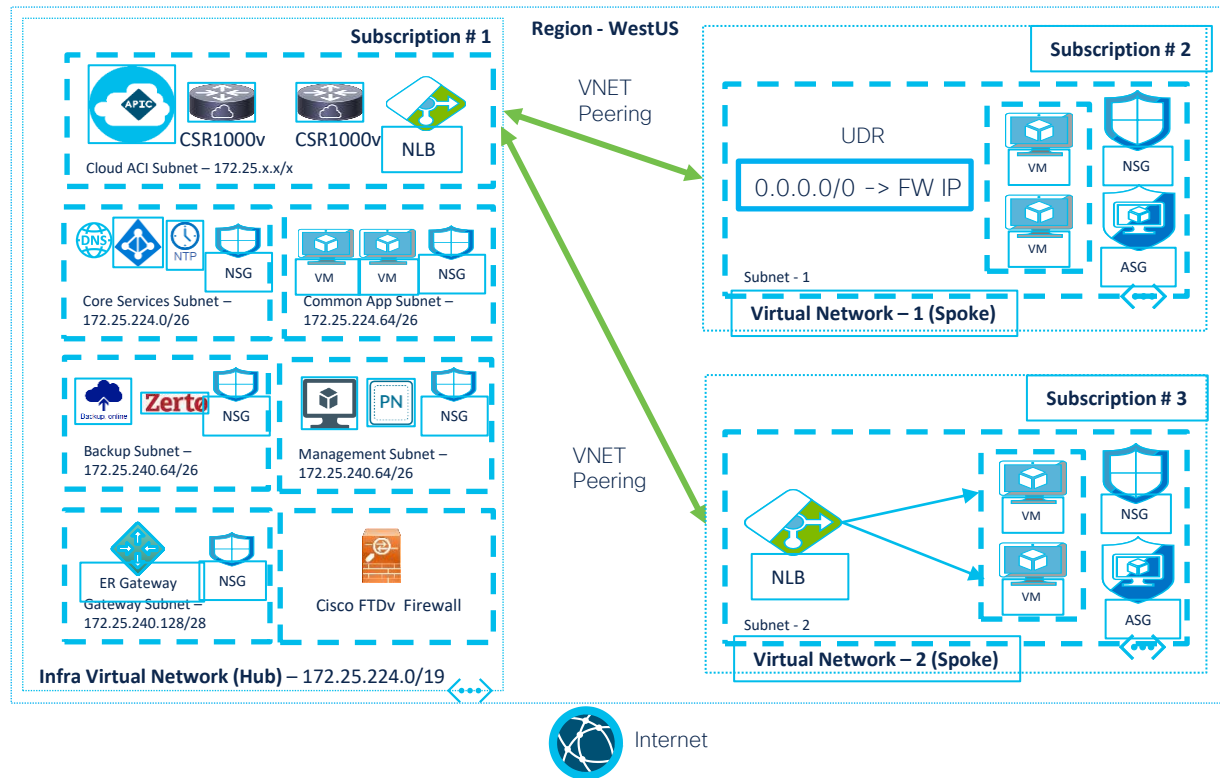 Region - WestUS
Subscription # 1
APIC
CSR1000v
CSR1000v
NLB
Cloud ACI Subnet – 172.25.x.x/x
DNS
NTP
NSG
Core Services Subnet –
172.25.224.0/26
VM
VM
NSG
Common App Subnet –
172.25.224.64/26
Backup online
Zerto
NSG
Backup Subnet –
172.25.240.64/26
PN
NSG
Management Subnet –
172.25.240.64/26
ER Gateway
NSG
Gateway Subnet –
172.25.240.128/28
Cisco FTDv Firewall
Infra Virtual Network (Hub) – 172.25.224.0/19
VNET
Peering
VNET
Peering
Subscription # 2
UDR
0.0.0.0/0 -> FW IP
VM
VM
NSG
ASG
Subnet - 1
Virtual Network – 1 (Spoke)
Subscription # 3
NLB
VM
VM
NSG
ASG
Subnet - 2
Virtual Network – 2 (Spoke)
Internet